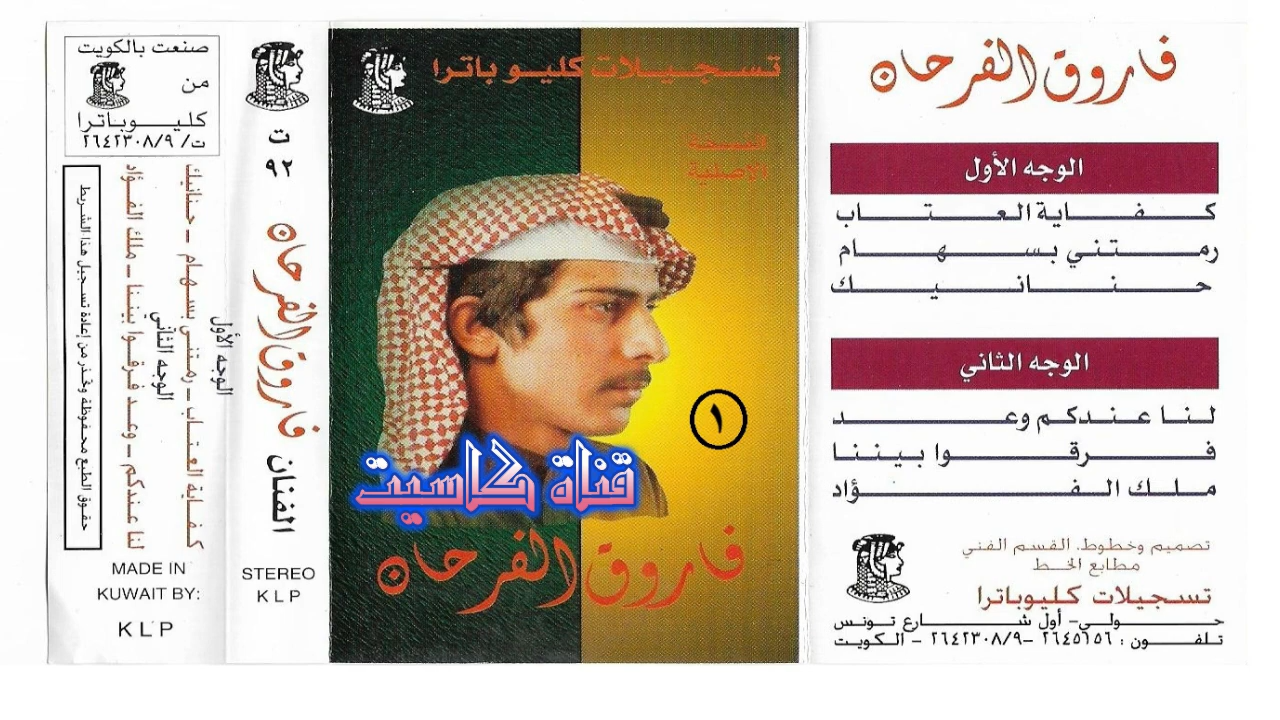 فاروق الفرحان
الوجه الأول
كفاية العتاب
رمتني بسهام
حنانيك
الوجه الثاني
لنا عندكم وعد
فرقوا بيننا
ملك الفؤاد
تصميم وخطوط. القسم الفني
مطابع الخط
تسجيلات كليوباترا
حولي- أول شارع تونس
تلفون : ٢٦٤٥١٥٦ -٢٦٤٢٣٠٨/٩ - الكويت
تسجيلات كليوباترا
النسخة
الاصلية
١
قناة كاسيت
فاروق الفرحان
ت
٩٢
الفنان فاروق الفرحان
STEREO
KLP
صنعت بالكويت
من
كليوباترا
ت/ ٢٦٤٢٣٠٨/٩
الوجه الأول
كفاية العتاب - رمتني بسهام - حنانيك
الوجه الثاني
لنا عندكم - وعد فرقوا بيننا - ملك الفؤاد
حقوق الطبع محفوظة ونحذر من إعادة تسجيل هذا الشريط
MADE IN
KUWAIT BY:
KLP